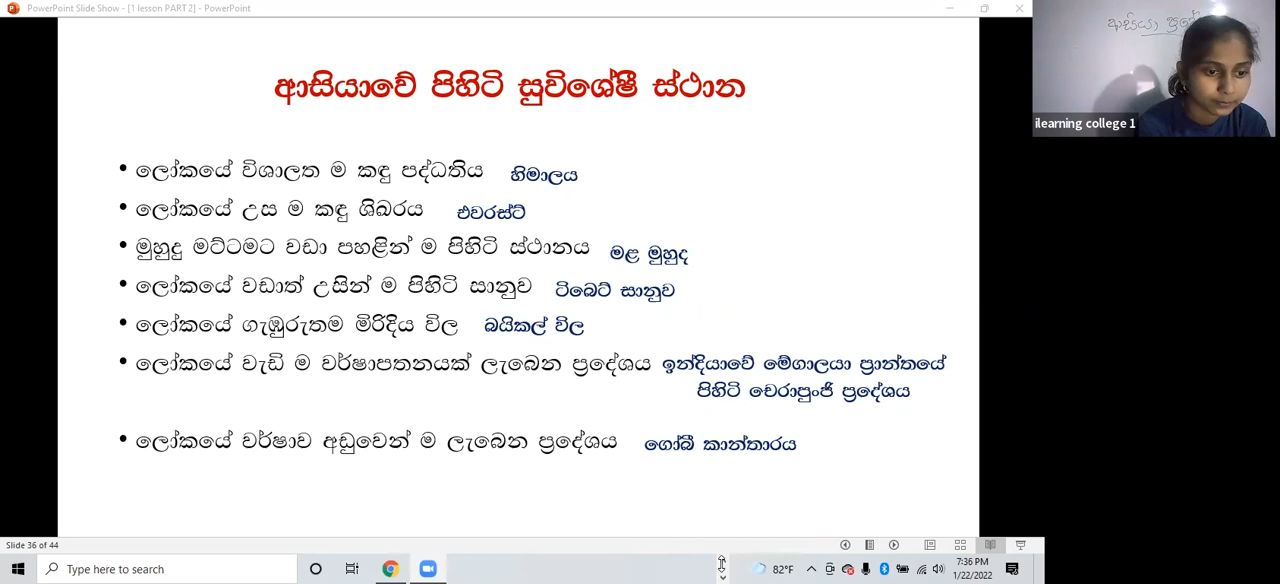 PowerPoint Slide Show - [1 lesson PART 2] - PowerPoint
ආසියාවේ පිහිටි සුවිශේෂී ස්ථාන
• ලෝකයේ විශාලත ම කඳු පද්ධතිය හිමාලය
• ලෝකයේ උස ම කඳු ශිඛරය එවරස්ට්
• මුහුදු මට්ටමට වඩා පහළින් ම පිහිටි ස්ථානය මළ මුහුද
• ලෝකයේ වඩාත් උසින් ම පිහිටි සානුව ටිබෙට් සානුව
• ලෝකයේ ගැඹුරුතම මිරිදිය විල බයිකල් විල
• ලෝකයේ වැඩි ම වර්ෂාපතනයක් ලැබෙන ප්‍රදේශය ඉන්දියාවේ මේගාලයා ප්‍රාන්තයේ
පිහිටි චෙරාපුංජි ප්‍රදේශය
• ලෝකයේ වර්ෂාව අඩුවෙන් ම ලැබෙන ප්‍රදේශය ගෝබී කාන්තාරය
ආසියා
ilearning college 1
Slide 36 of 44
Type here to search
82°F
7:36 PM
1/22/2022